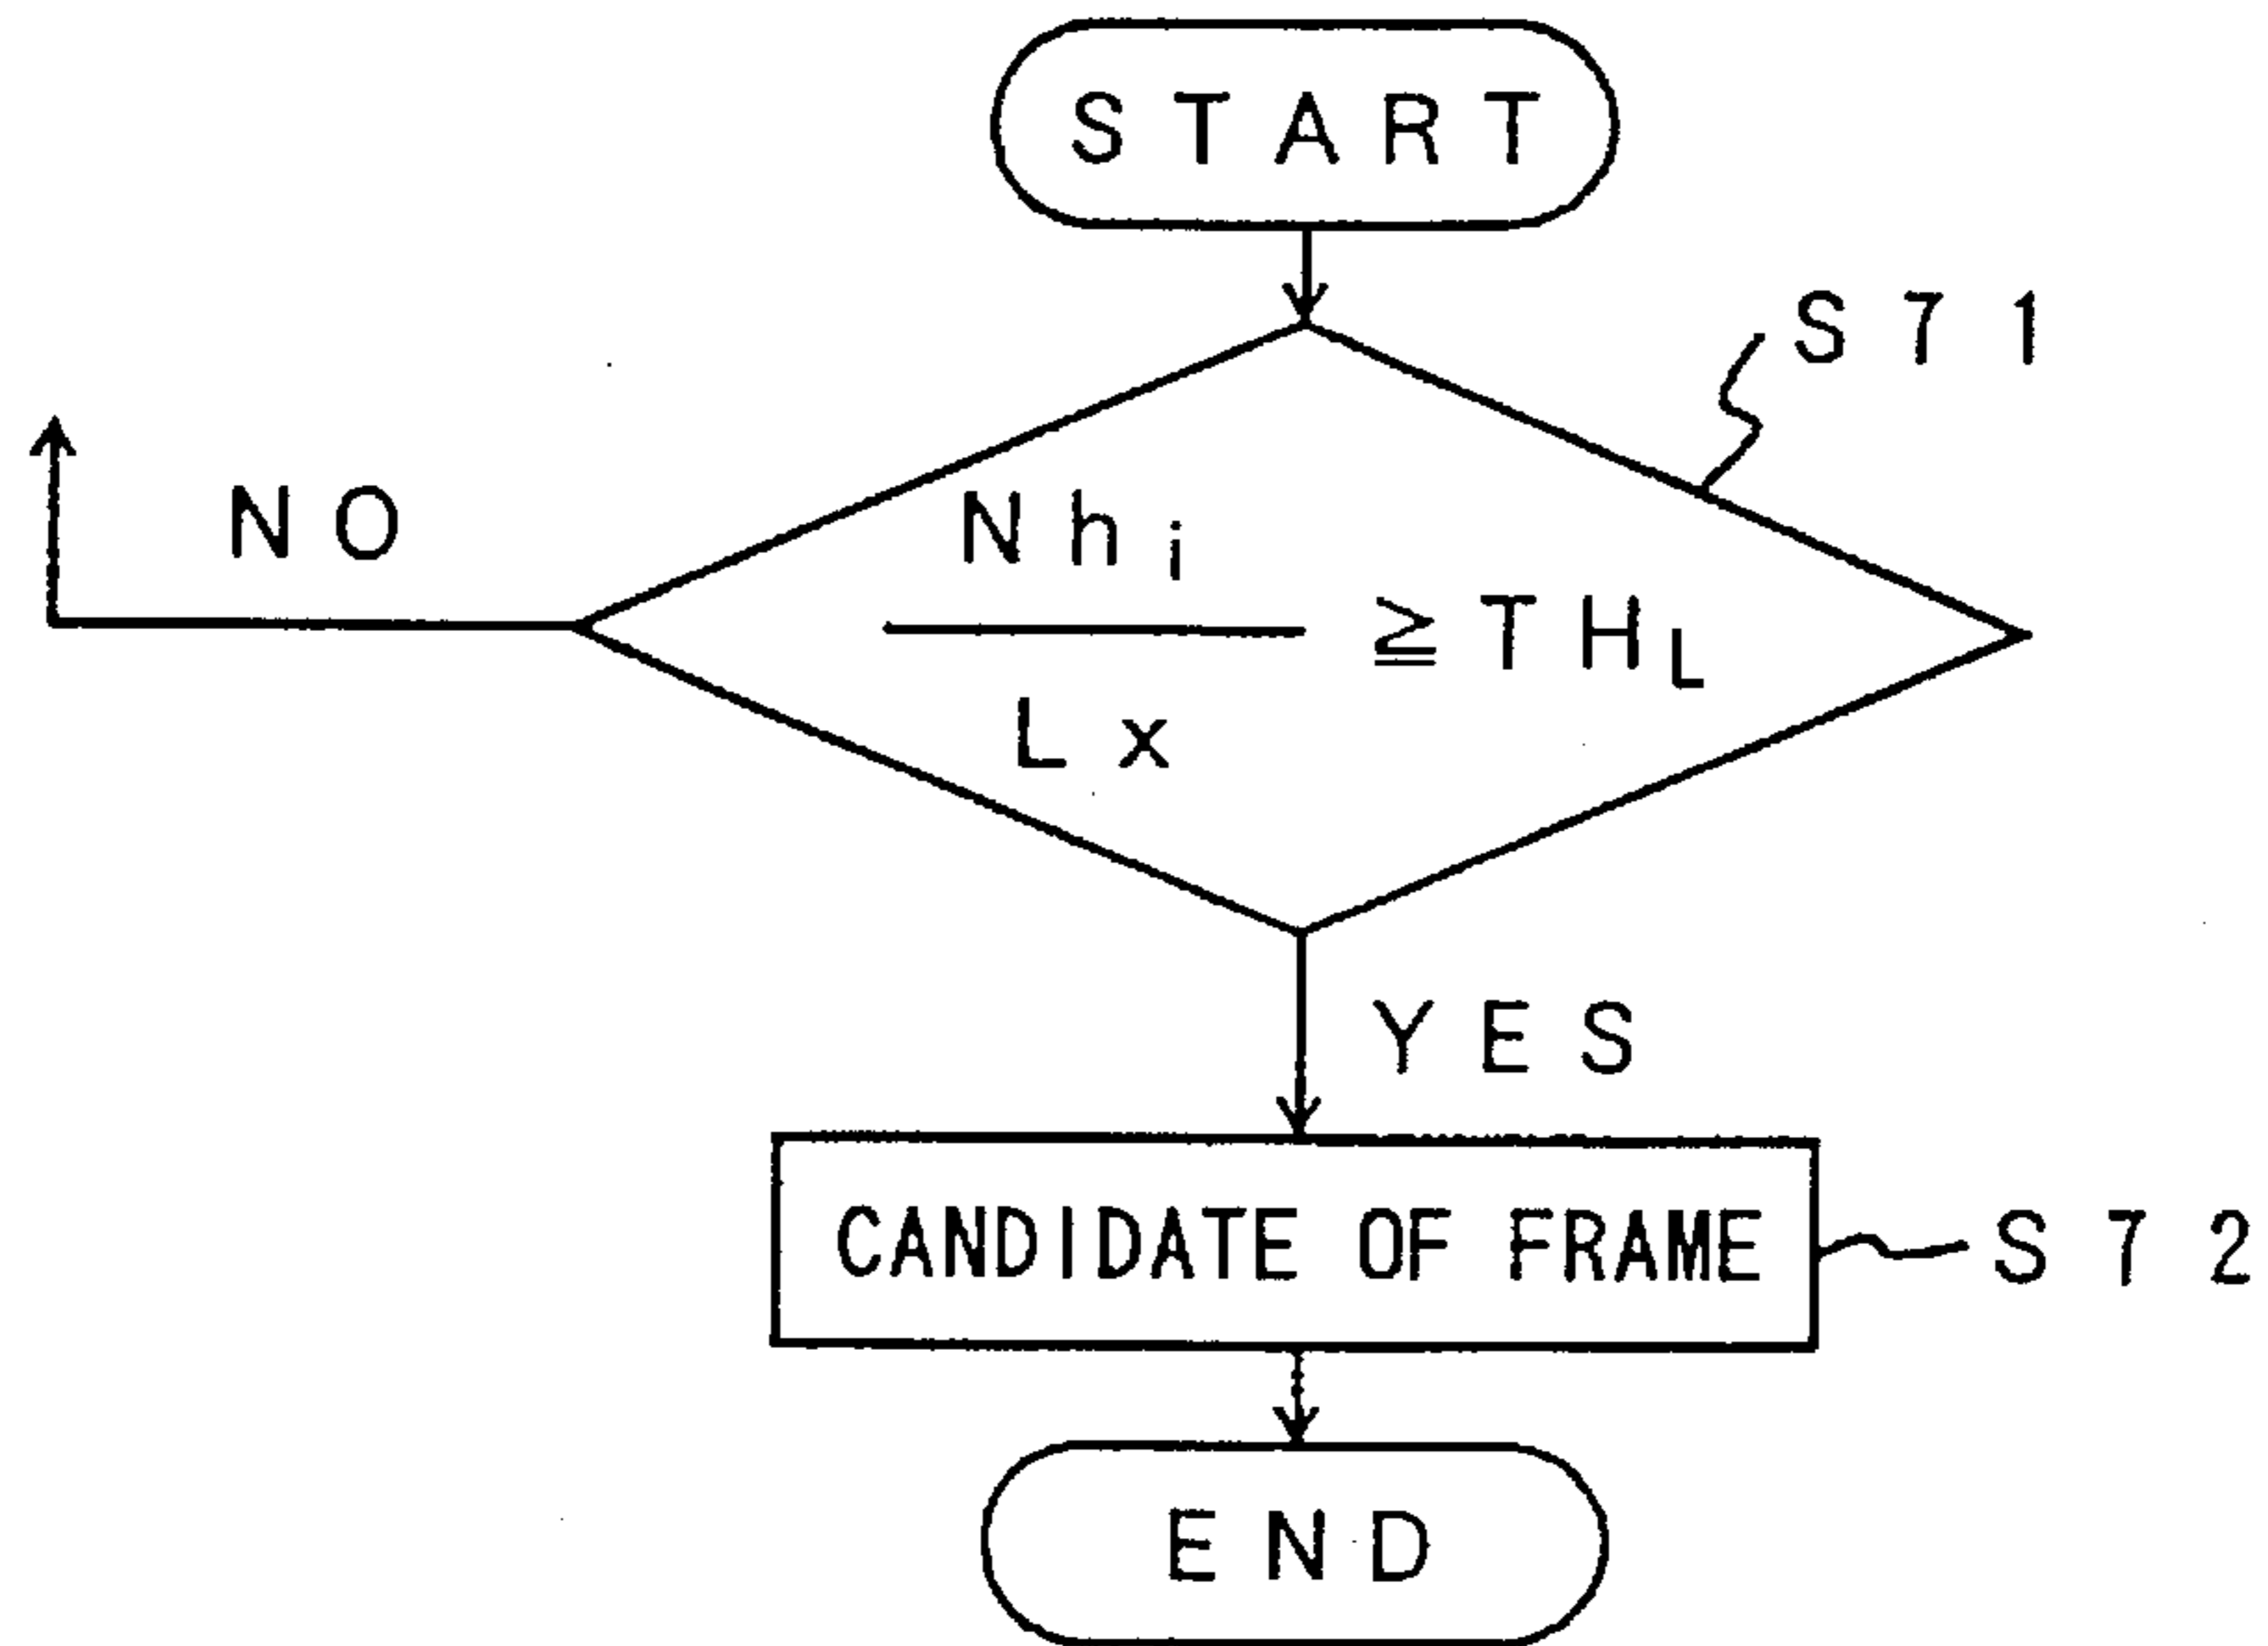 START
S71
NO
Nhi
≧THL
Lx
YES
CANDIDATE OF FRAME
S72
END